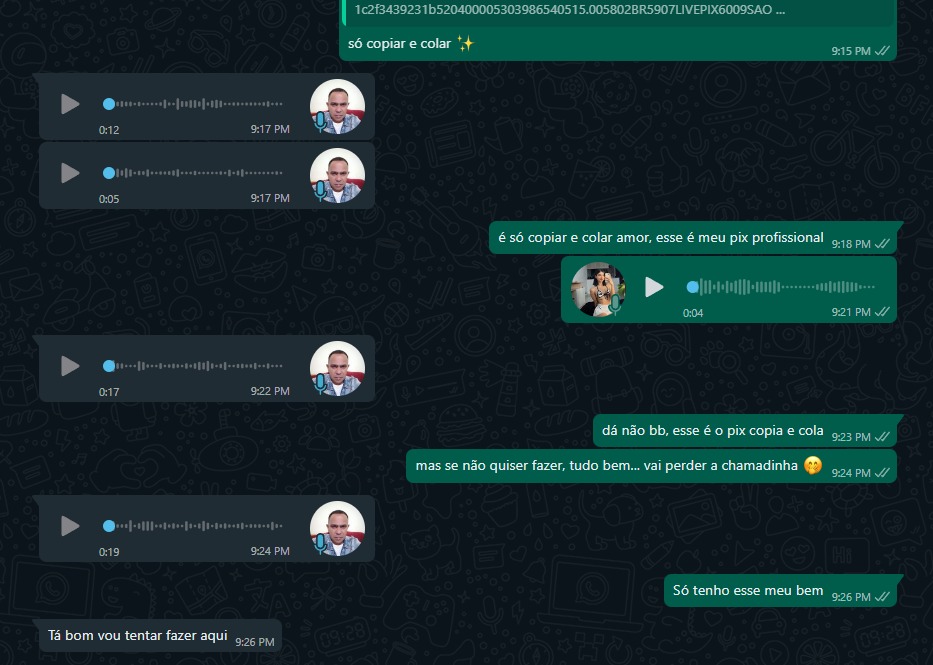 1c2f3439231b520400005303986540515.005802BR5907LIVEPIX6009SAO ...
só copiar e colar ✨
9:15 PM
0:12 9:17 PM
0:05 9:17 PM
é só copiar e colar amor, esse é meu pix profissional 9:18 PM
0:04 9:21 PM
0:17 9:22 PM
dá não bb, esse é o pix copia e cola 9:23 PM
mas se não quiser fazer, tudo bem... vai perder a chamadinha 🤭 9:24 PM
0:19 9:24 PM
Só tenho esse meu bem 9:26 PM
Tá bom vou tentar fazer aqui 9:26 PM